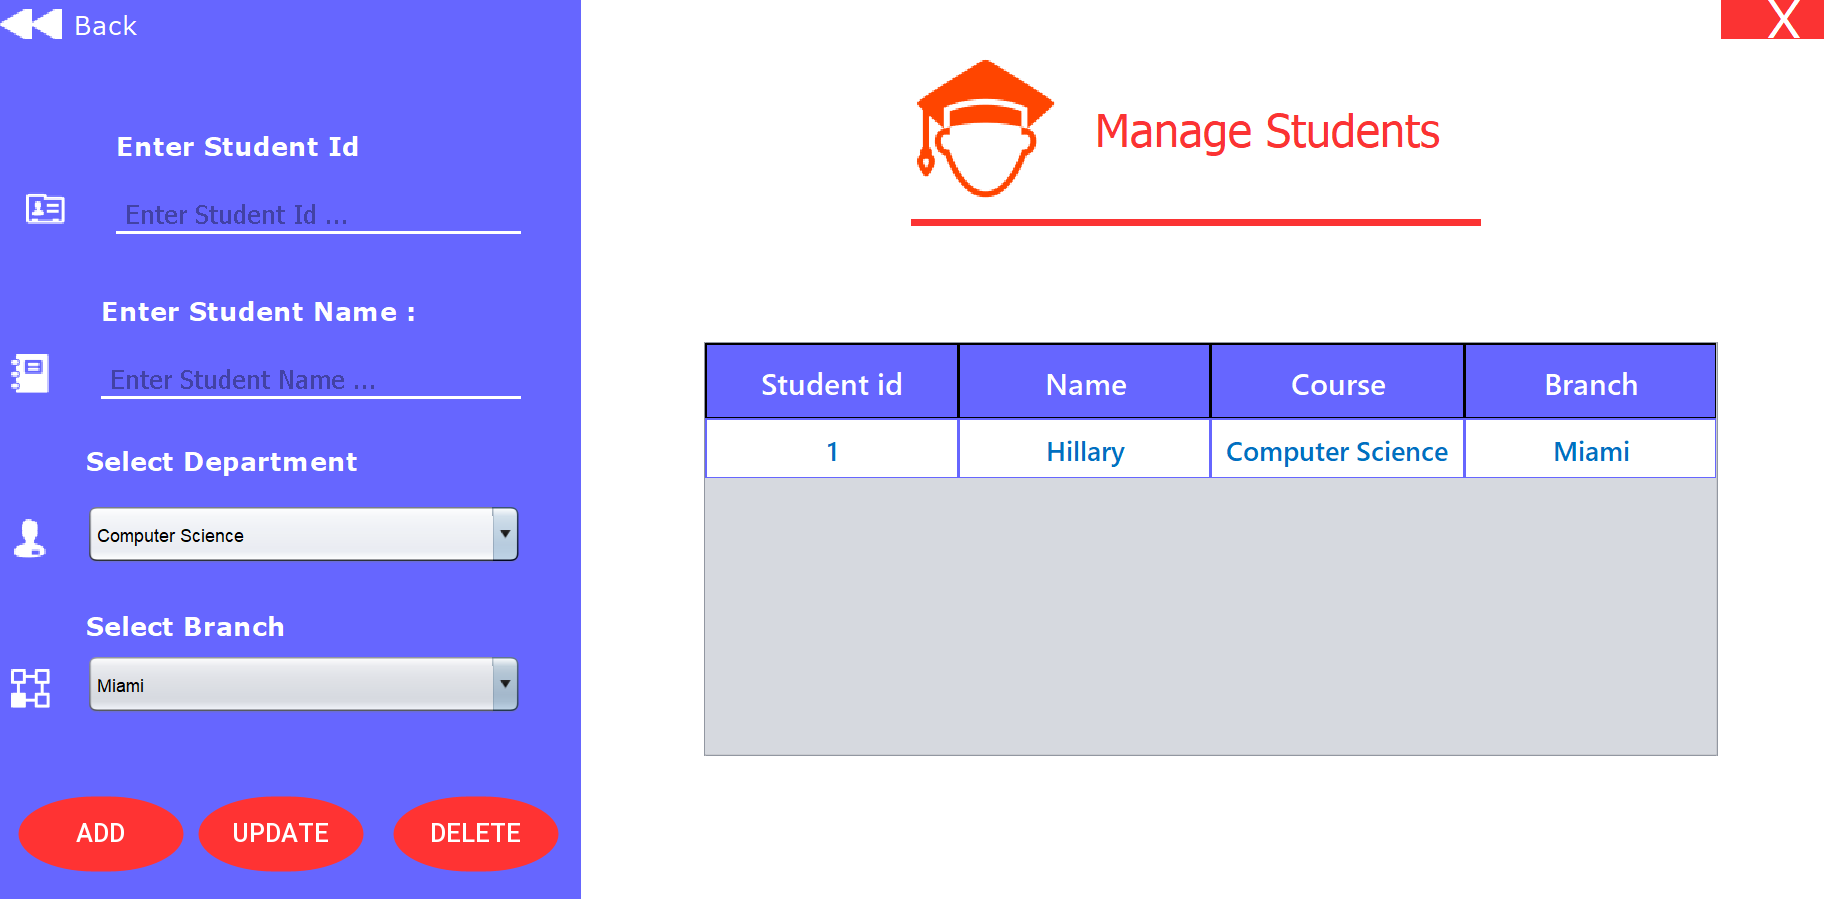 Back
X
Enter Student Id
Enter Student Id ...
Enter Student Name :
Enter Student Name ...
Select Department
Computer Science
Select Branch
Miami
ADD UPDATE DELETE
Manage Students
Student id Name Course Branch
1 Hillary Computer Science Miami